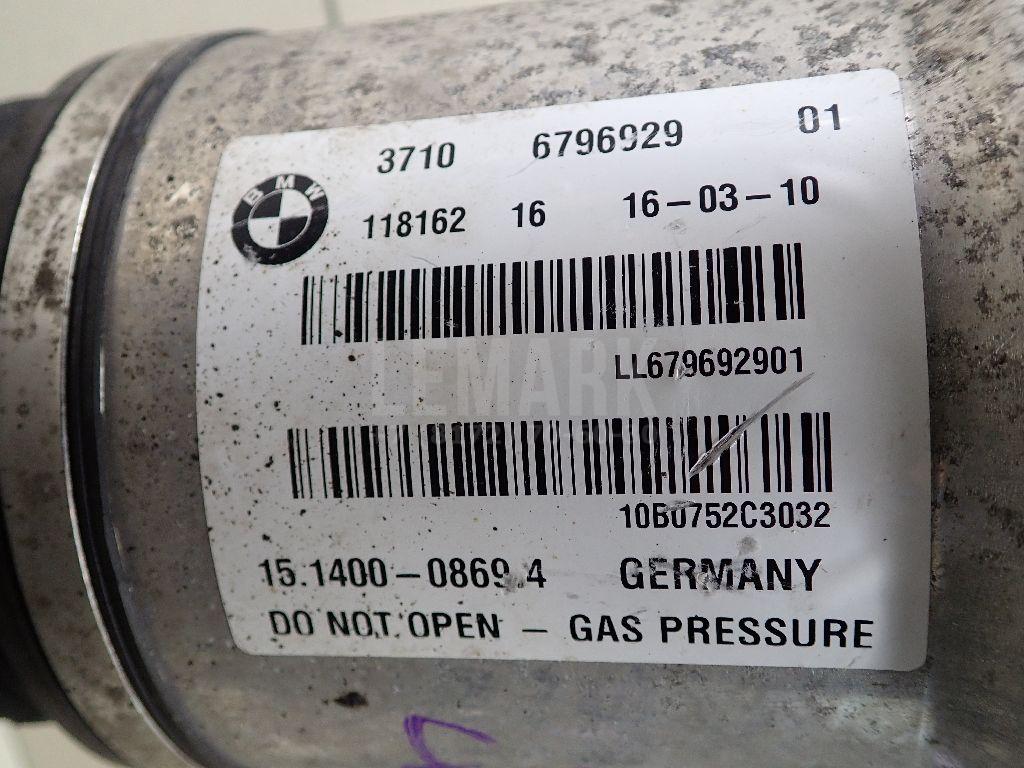 3710 6796929 01
BMW
118162 16 16-03-10
LL679692901
LEMARK
10B0752C3032
15.1400-0869.4 GERMANY
DO NOT OPEN - GAS PRESSURE